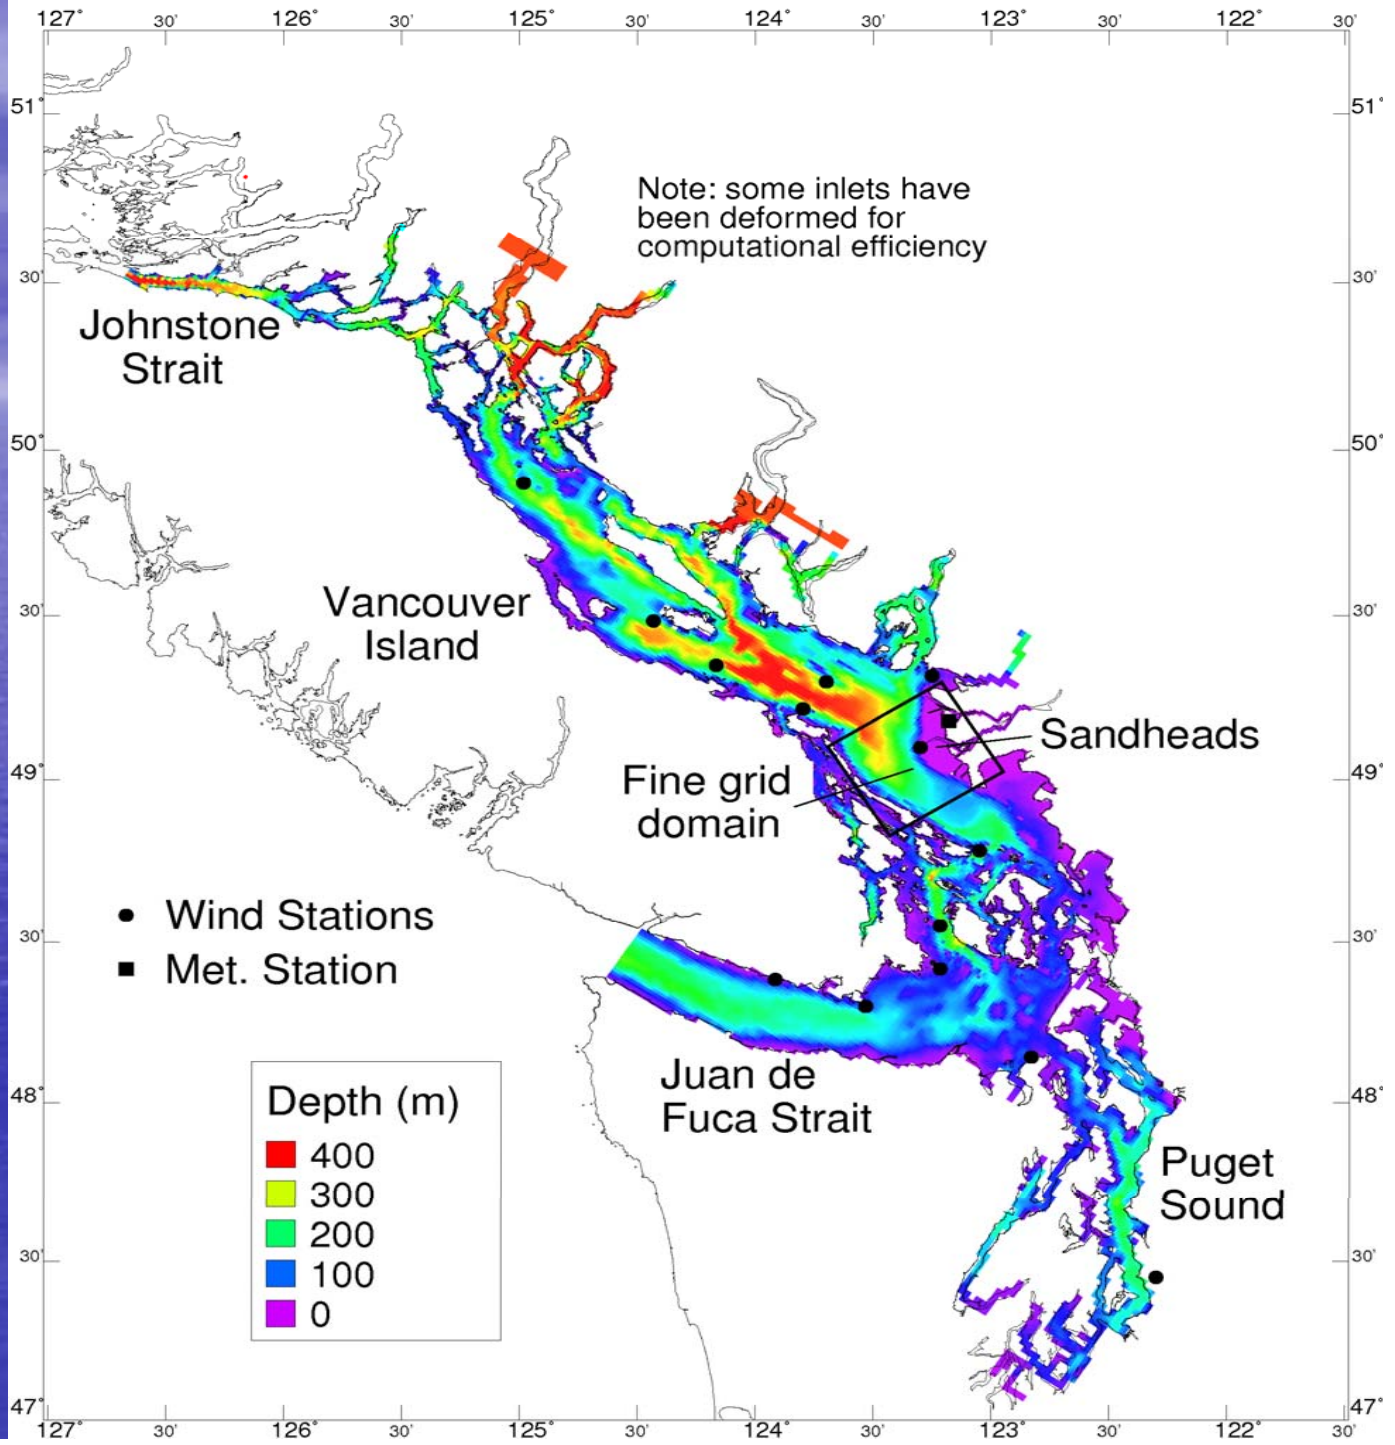 127° 30' 126° 30' 125° 30' 124° 30' 123° 30' 122° 30'
51° 51°
Note: some inlets have
been deformed for
computational efficiency
30' 30'
Johnstone
Strait
50° 50°
Vancouver
Island
30' 30'
Sandheads
Fine grid
domain
49° 49°
Wind Stations
Met. Station
30' 30'
Juan de
Fuca Strait
Depth (m)
400
300
200
100
0
48° 48°
Puget
Sound
30' 30'
47° 47°
127° 30' 126° 30' 125° 30' 124° 30' 123° 30' 122° 30'